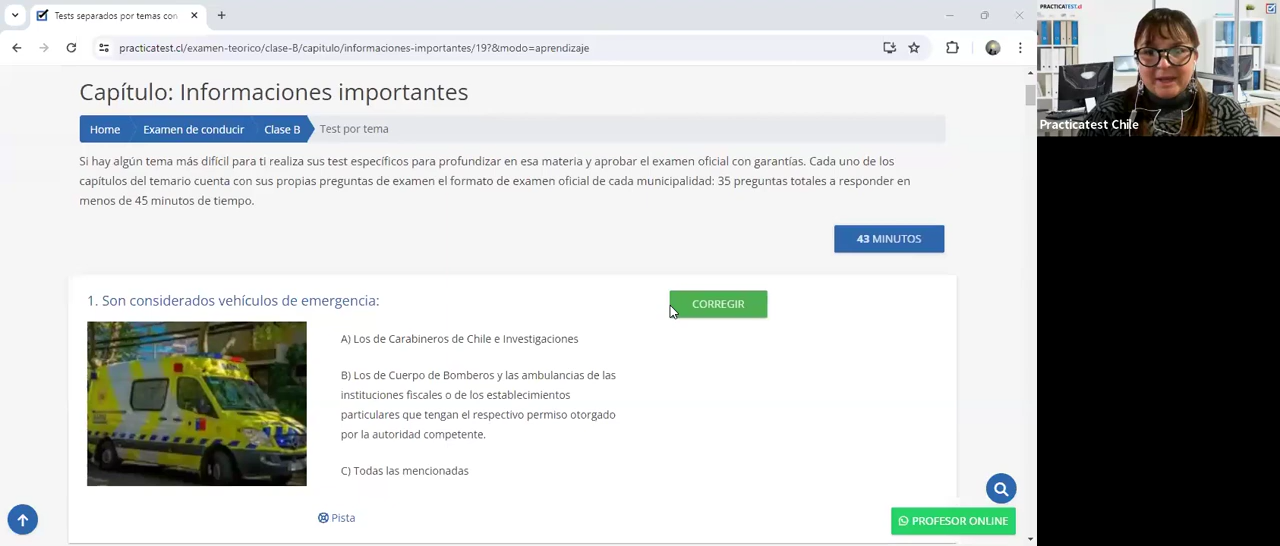 Tests separados por temas con
practicatest.cl/examen-teorico/clase-B/capitulo/informaciones-importantes/19?&modo=aprendizaje
PRACTICATEST.CL
Practicatest Chile
Capítulo: Informaciones importantes
Home Examen de conducir Clase B Test por tema
Si hay algún tema más difícil para ti realiza sus test específicos para profundizar en esa materia y aprobar el examen oficial con garantías. Cada uno de los
capítulos del temario cuenta con sus propias preguntas de examen el formato de examen oficial de cada municipalidad: 35 preguntas totales a responder en
menos de 45 minutos de tiempo.
43 MINUTOS
1. Son considerados vehículos de emergencia:
CORREGIR
A) Los de Carabineros de Chile e Investigaciones
B) Los de Cuerpo de Bomberos y las ambulancias de las
instituciones fiscales o de los establecimientos
particulares que tengan el respectivo permiso otorgado
por la autoridad competente.
C) Todas las mencionadas
Pista
PROFESOR ONLINE